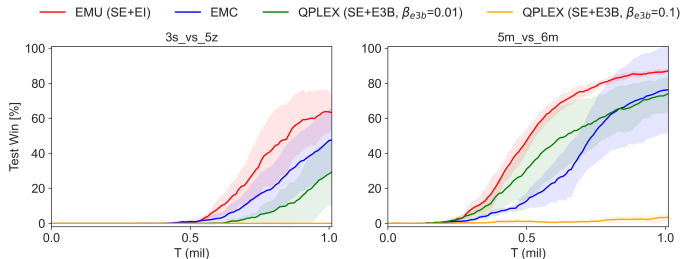 EMU (SE+EI) EMC QPLEX (SE+E3B, βe3b=0.01) QPLEX (SE+E3B, βe3b=0.1)
3s_vs_5z 5m_vs_6m
Test Win [%]
100 100
80 80
60 60
40 40
20 20
0 0
0.0 0.5 1.0 0.0 0.5 1.0
T (mil) T (mil)